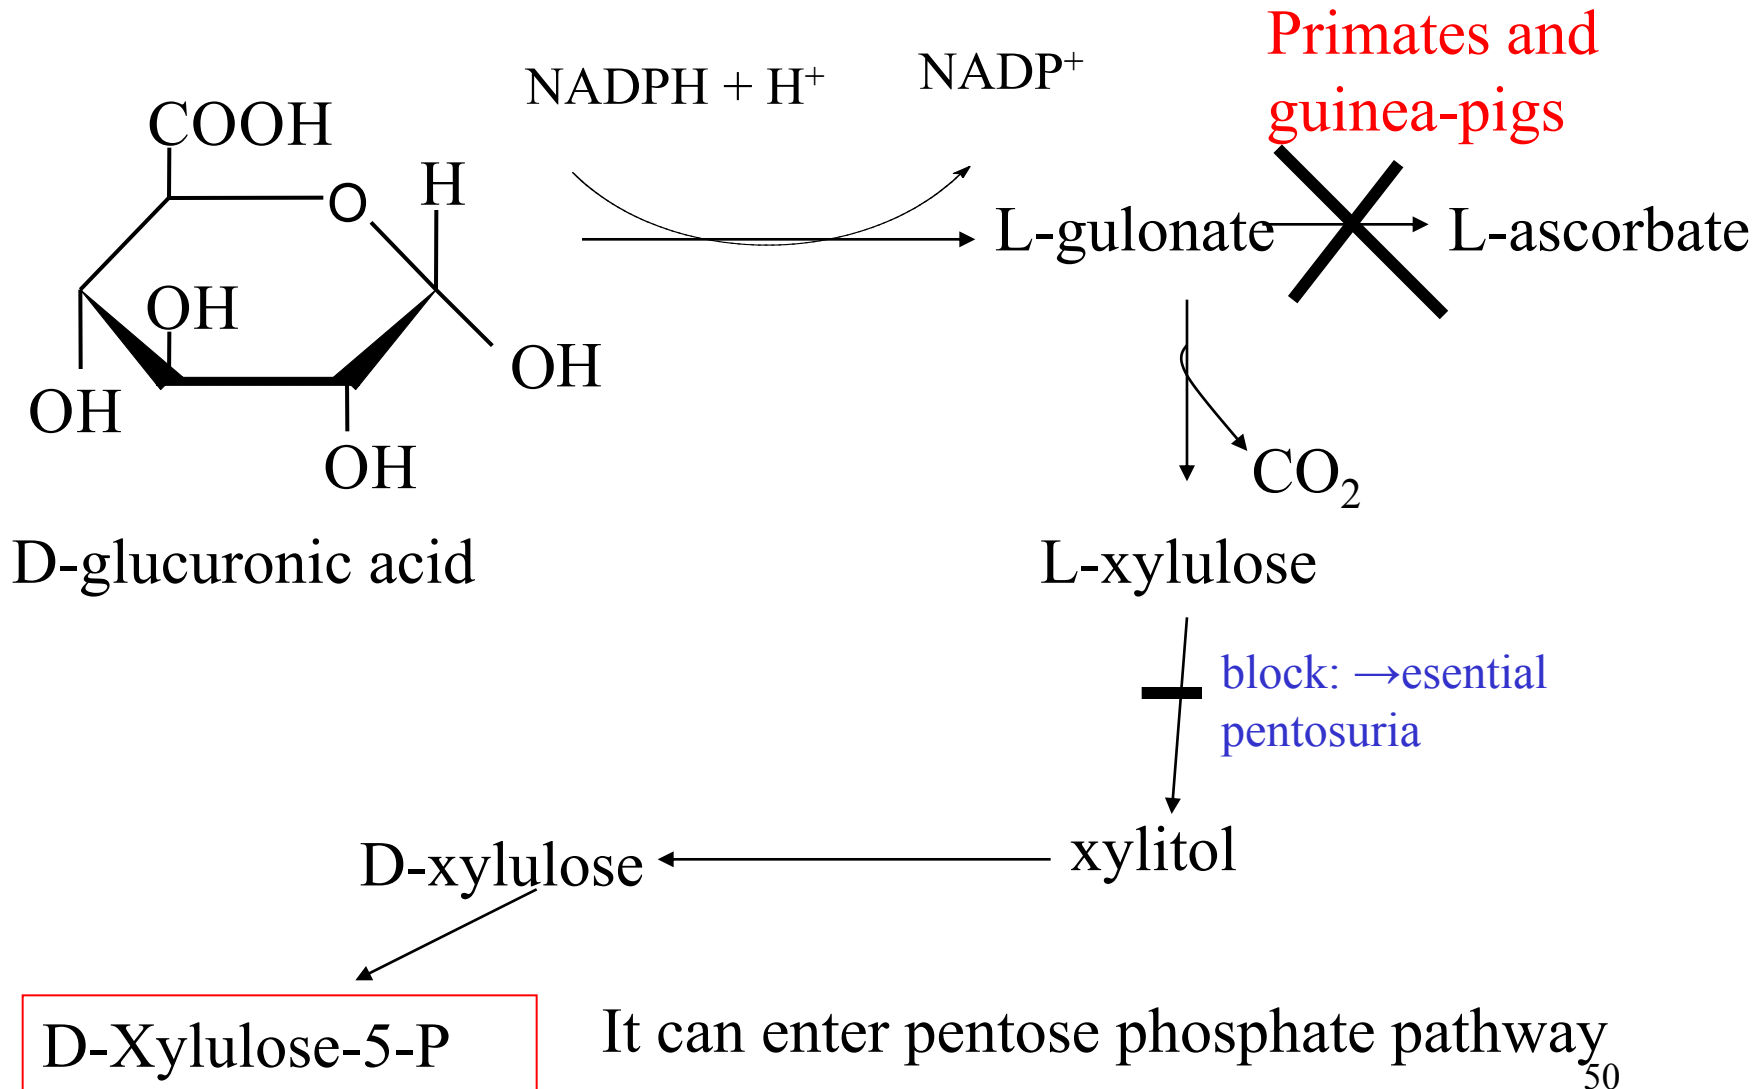 Primates and
guinea-pigs
NADPH + H⁺
NADP⁺
COOH
H
O
OH
OH
OH
OH
L-gulonate
L-ascorbate
CO₂
D-glucuronic acid
L-xylulose
block: →esential
pentosuria
D-xylulose
xylitol
D-Xylulose-5-P
It can enter pentose phosphate pathway
50